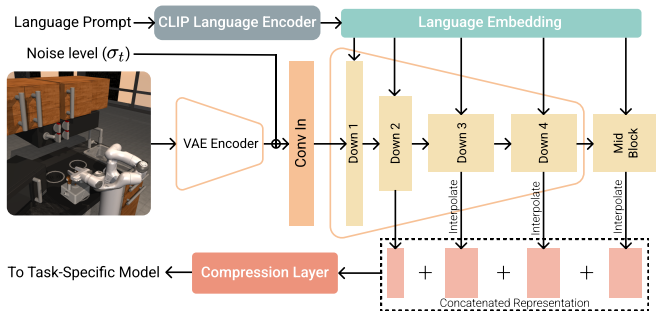 Language Prompt
CLIP Language Encoder
Language Embedding
Noise level (σₜ)
VAE Encoder
Conv In
Down 1
Down 2
Down 3
Down 4
Mid
Block
Interpolate
Interpolate
Interpolate
To Task-Specific Model
Compression Layer
+
+
+
Concatenated Representation